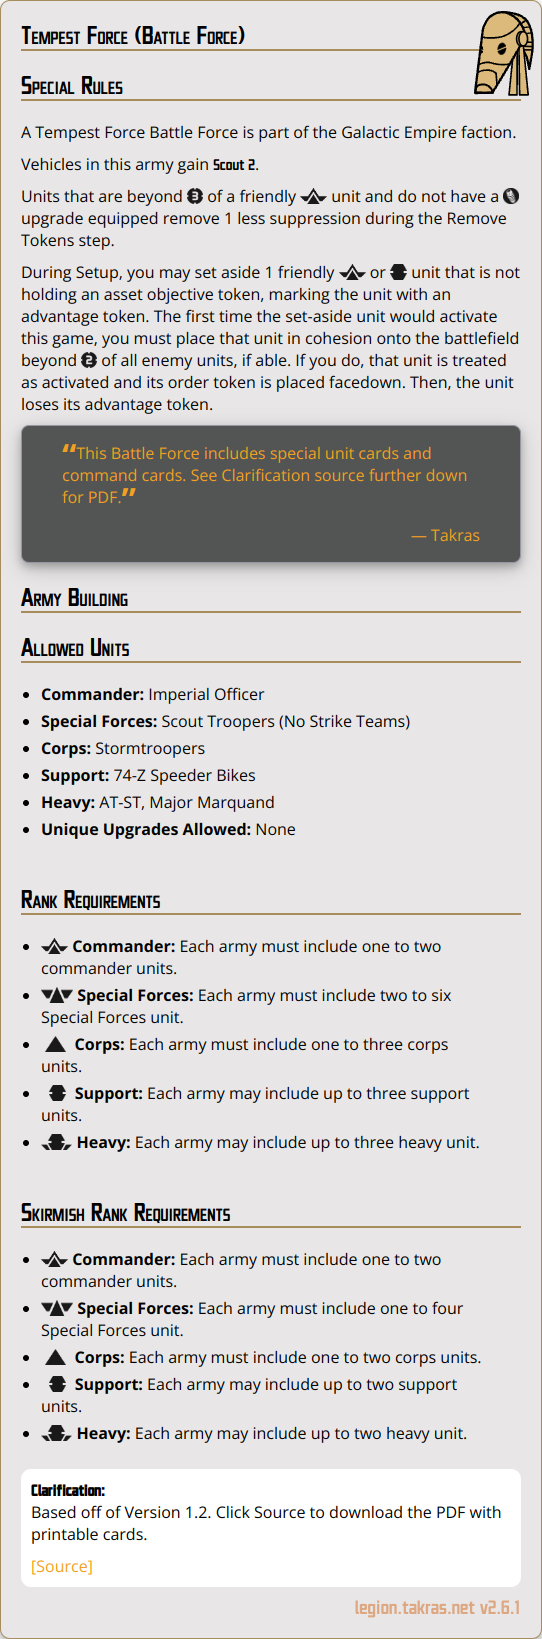 Tempest Force (Battle Force)
Special Rules
A Tempest Force Battle Force is part of the Galactic Empire faction.
Vehicles in this army gain Scout 2.
Units that are beyond 3 of a friendly unit and do not have a
upgrade equipped remove 1 less suppression during the Remove
Tokens step.
During Setup, you may set aside 1 friendly or unit that is not
holding an asset objective token, marking the unit with an
advantage token. The first time the set-aside unit would activate
this game, you must place that unit in cohesion onto the battlefield
beyond 2 of all enemy units, if able. If you do, that unit is treated
as activated and its order token is placed facedown. Then, the unit
loses its advantage token.
“This Battle Force includes special unit cards and
command cards. See Clarification source further down
for PDF.”
— Takras
Army Building
Allowed Units
• Commander: Imperial Officer
• Special Forces: Scout Troopers (No Strike Teams)
• Corps: Stormtroopers
• Support: 74-Z Speeder Bikes
• Heavy: AT-ST, Major Marquand
• Unique Upgrades Allowed: None
Rank Requirements
• Commander: Each army must include one to two
commander units.
• Special Forces: Each army must include two to six
Special Forces unit.
• Corps: Each army must include one to three corps
units.
• Support: Each army may include up to three support
units.
• Heavy: Each army may include up to three heavy unit.
Skirmish Rank Requirements
• Commander: Each army must include one to two
commander units.
• Special Forces: Each army must include one to four
Special Forces unit.
• Corps: Each army must include one to two corps units.
• Support: Each army may include up to two support
units.
• Heavy: Each army may include up to two heavy unit.
Clarification:
Based off of Version 1.2. Click Source to download the PDF with
printable cards.
[Source]
legion.takras.net v2.6.1